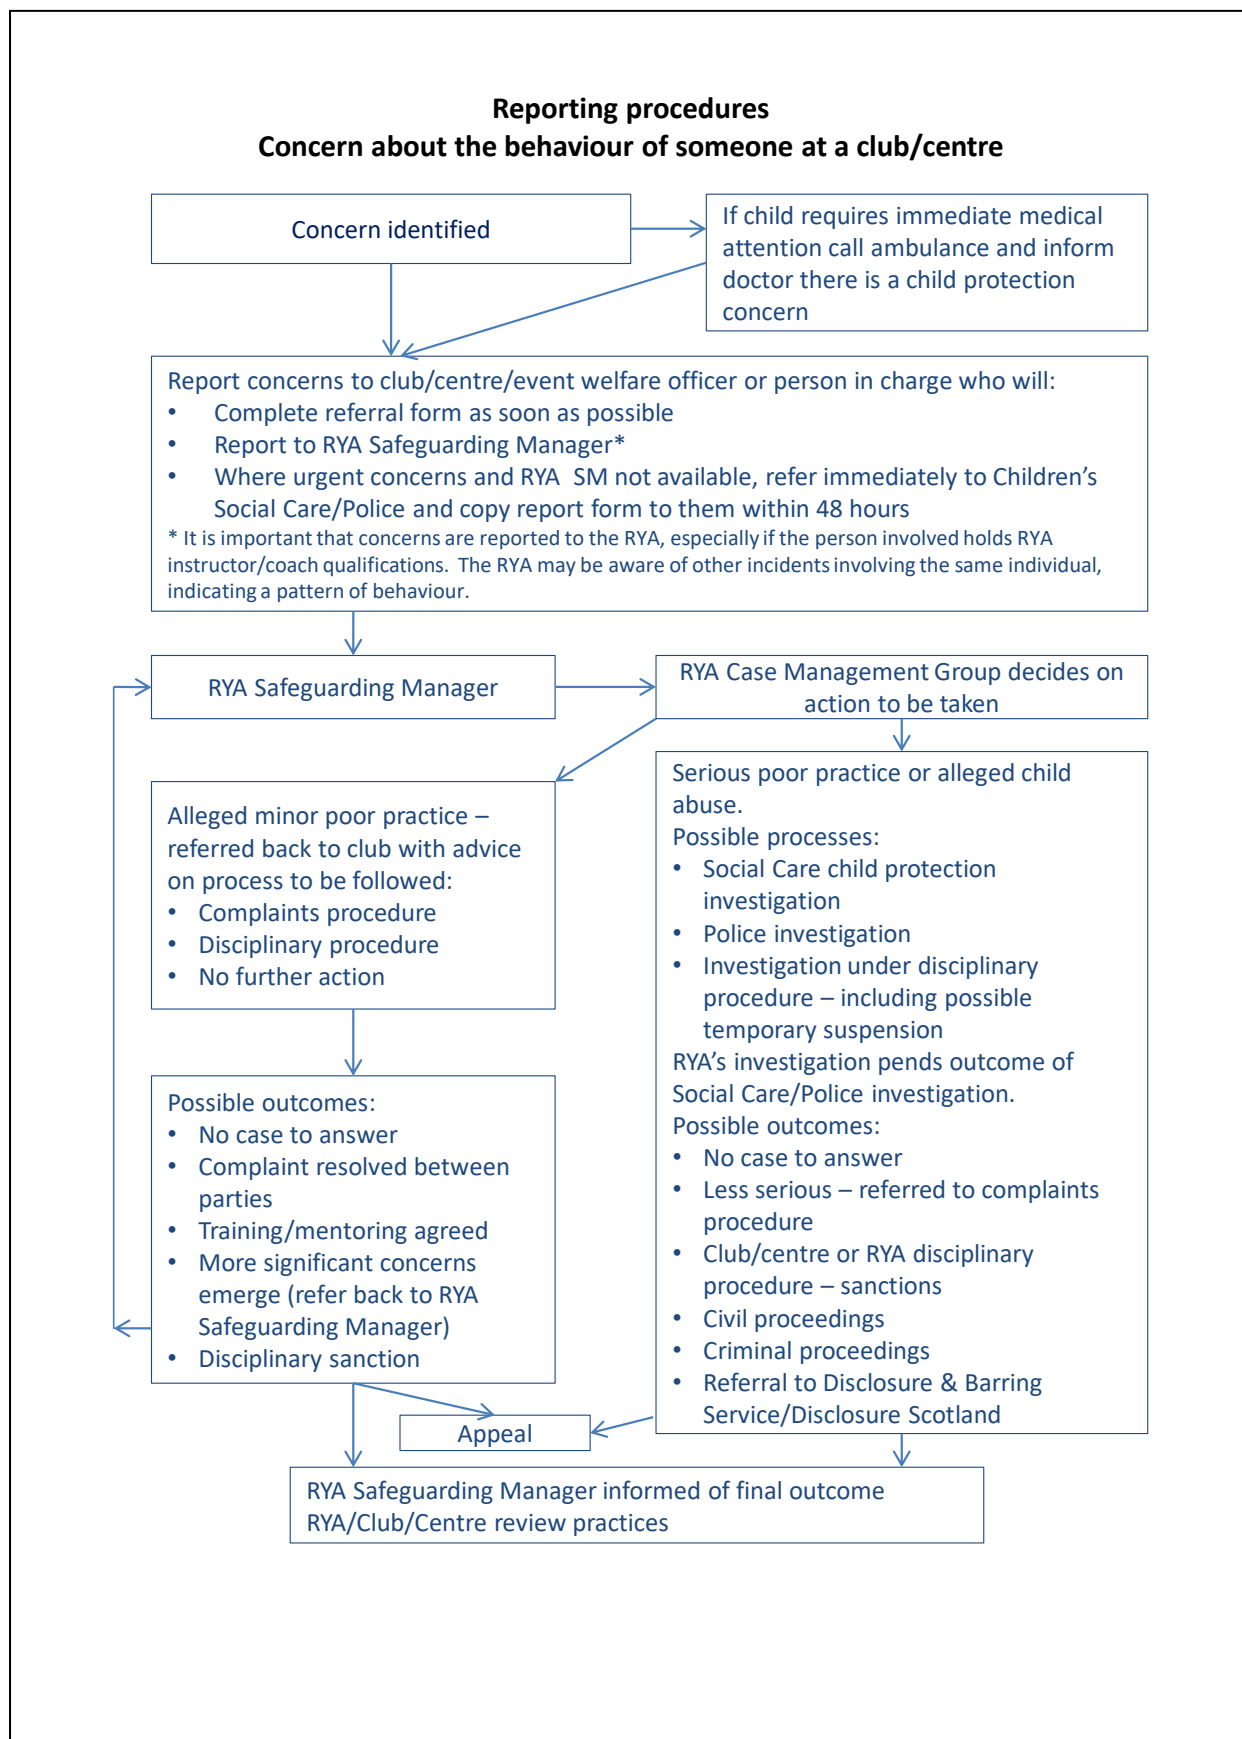 Reporting procedures
Concern about the behaviour of someone at a club/centre
Concern identified
If child requires immediate medical
attention call ambulance and inform
doctor there is a child protection
concern
Report concerns to club/centre/event welfare officer or person in charge who will:
• Complete referral form as soon as possible
• Report to RYA Safeguarding Manager*
• Where urgent concerns and RYA  SM not available, refer immediately to Children’s
Social Care/Police and copy report form to them within 48 hours
* It is important that concerns are reported to the RYA, especially if the person involved holds RYA
instructor/coach qualifications.  The RYA may be aware of other incidents involving the same individual,
indicating a pattern of behaviour.
RYA Safeguarding Manager
RYA Case Management Group decides on
action to be taken
Alleged minor poor practice –
referred back to club with advice
on process to be followed:
• Complaints procedure
• Disciplinary procedure
• No further action
Serious poor practice or alleged child
abuse.
Possible processes:
• Social Care child protection
investigation
• Police investigation
• Investigation under disciplinary
procedure – including possible
temporary suspension
RYA’s investigation pends outcome of
Social Care/Police investigation.
Possible outcomes:
• No case to answer
• Less serious – referred to complaints
procedure
• Club/centre or RYA disciplinary
procedure – sanctions
• Civil proceedings
• Criminal proceedings
• Referral to Disclosure & Barring
Service/Disclosure Scotland
Possible outcomes:
• No case to answer
• Complaint resolved between
parties
• Training/mentoring agreed
• More significant concerns
emerge (refer back to RYA
Safeguarding Manager)
• Disciplinary sanction
Appeal
RYA Safeguarding Manager informed of final outcome
RYA/Club/Centre review practices